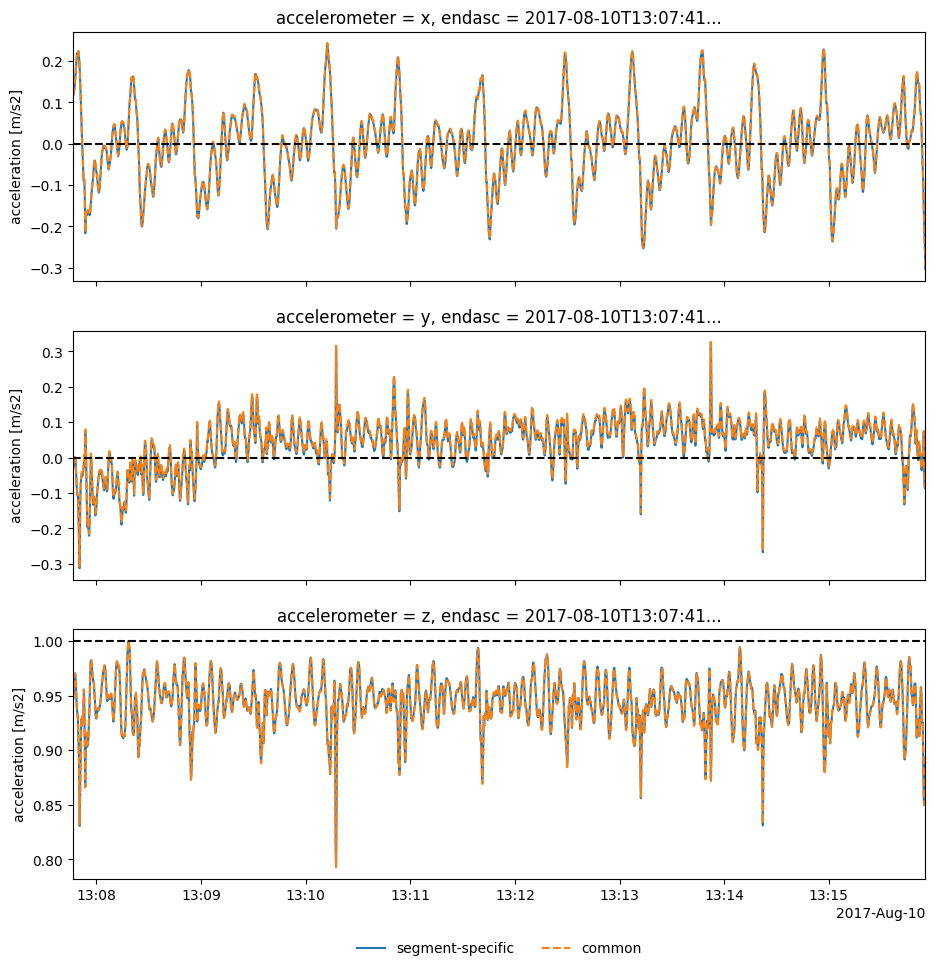 accelerometer = x, endasc = 2017-08-10T13:07:41...
acceleration [m/s2]
0.2
0.1
0.0
−0.1
−0.2
−0.3
accelerometer = y, endasc = 2017-08-10T13:07:41...
acceleration [m/s2]
0.3
0.2
0.1
0.0
−0.1
−0.2
−0.3
accelerometer = z, endasc = 2017-08-10T13:07:41...
acceleration [m/s2]
1.00
0.95
0.90
0.85
0.80
13:08 13:09 13:10 13:11 13:12 13:13 13:14 13:15
2017-Aug-10
segment-specific common